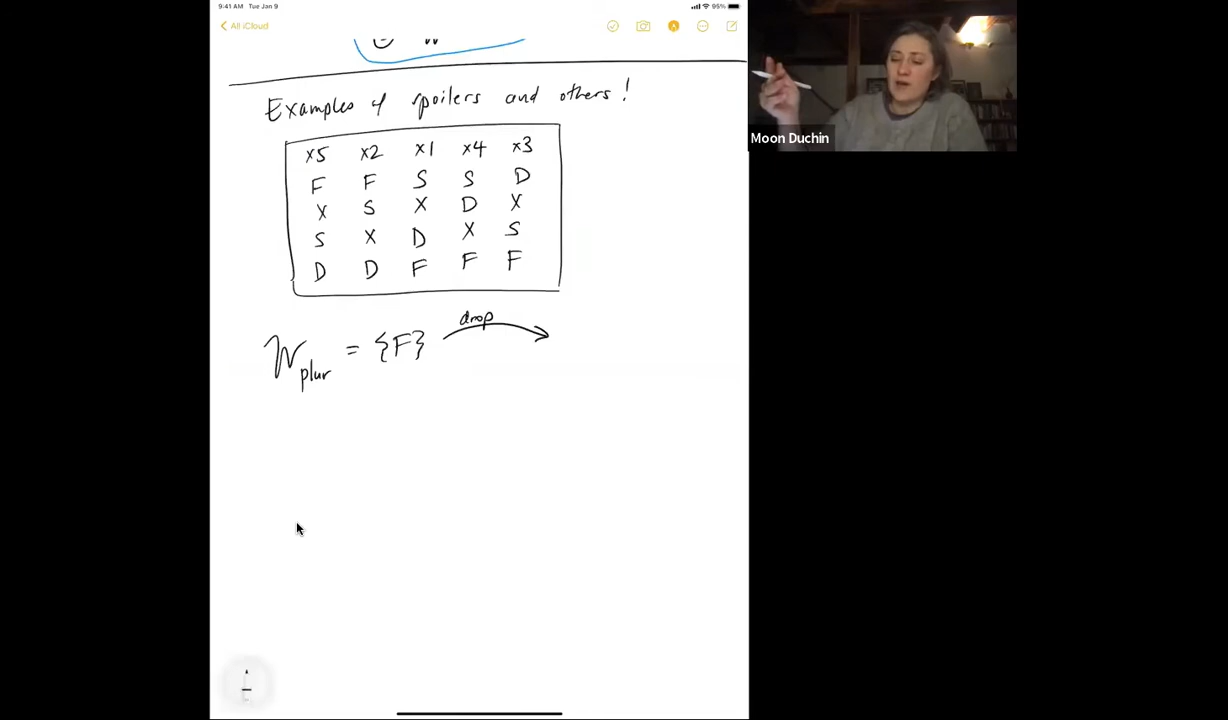 9:41 AM Tue Jan 9
95%
All iCloud
Examples of spoilers and others!
x5 x2 x1 x4 x3
F F S S D
X S X D X
S X D X S
D D F F F
W plur = {F} drop
Moon Duchin